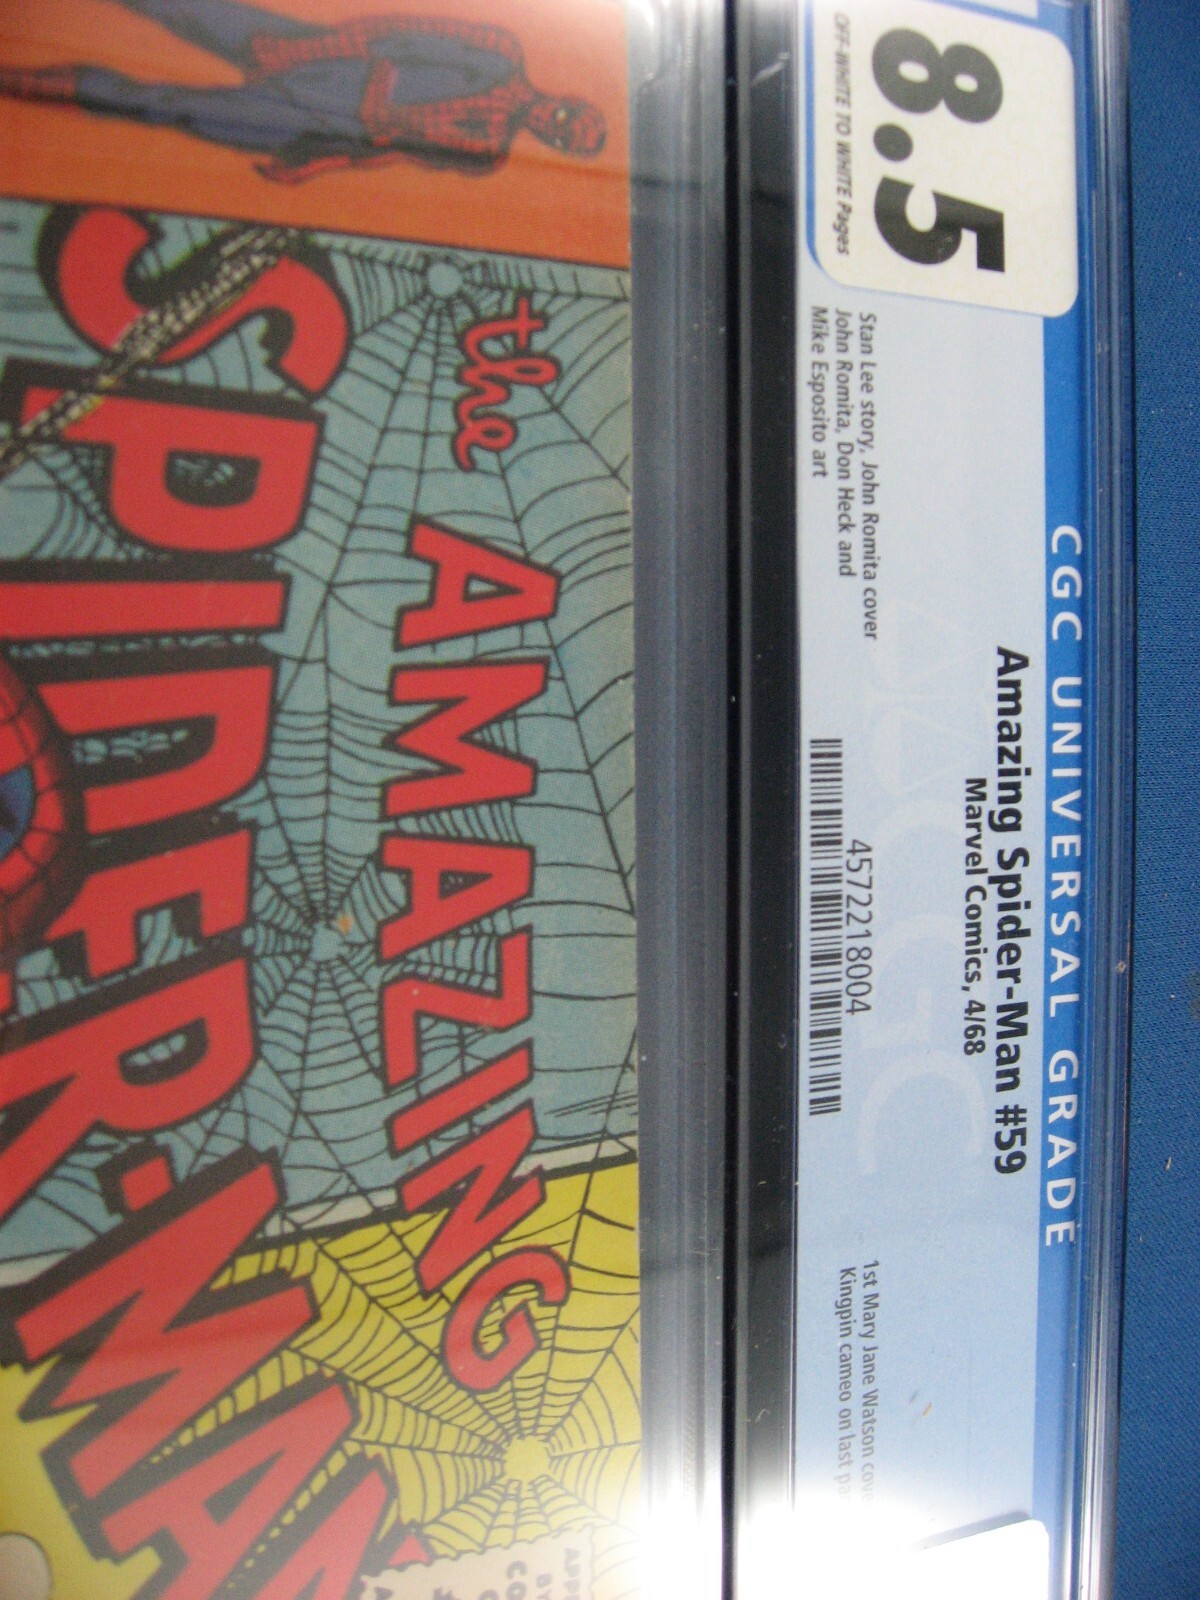 CGC UNIVERSAL GRADE
8.5
OFF-WHITE TO WHITE Pages
Amazing Spider-Man #59
Marvel Comics, 4/68
Stan Lee story, John Romita cover
John Romita, Don Heck and
Mike Esposito art
4572218004
1st Mary Jane Watson
Kingpin cameo on last
CGC
the
AMAZING
SPIDER-MAN